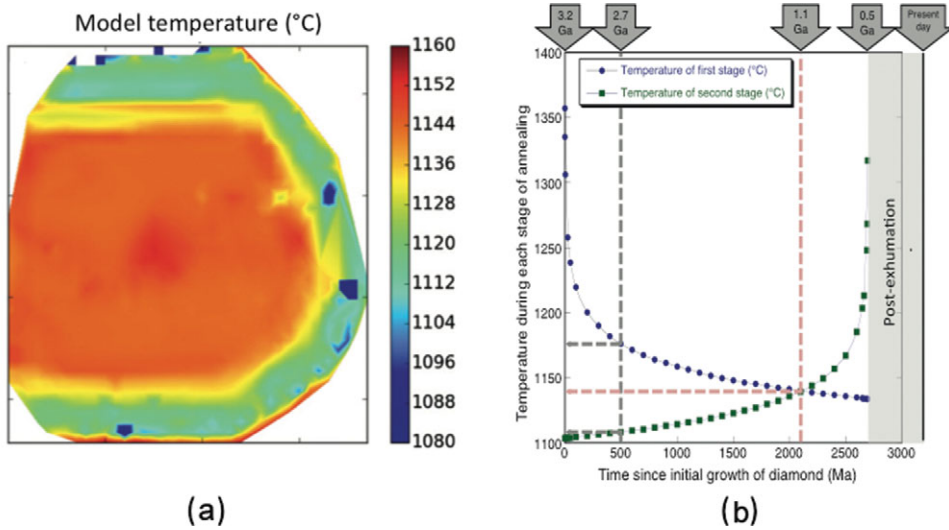 Model temperature (°C)
1160
1152
1144
1136
1128
1120
1112
1104
1096
1088
1080
(a)
3.2
Ga
2.7
Ga
1.1
Ga
0.5
Ga
Present
day
Temperature of first stage (°C)
Temperature of second stage (°C)
Temperature during each stage of annealing
1400
1350
1300
1250
1200
1150
1100
Post-exhumation
0
500
1000
1500
2000
2500
3000
Time since initial growth of diamond (Ma)
(b)